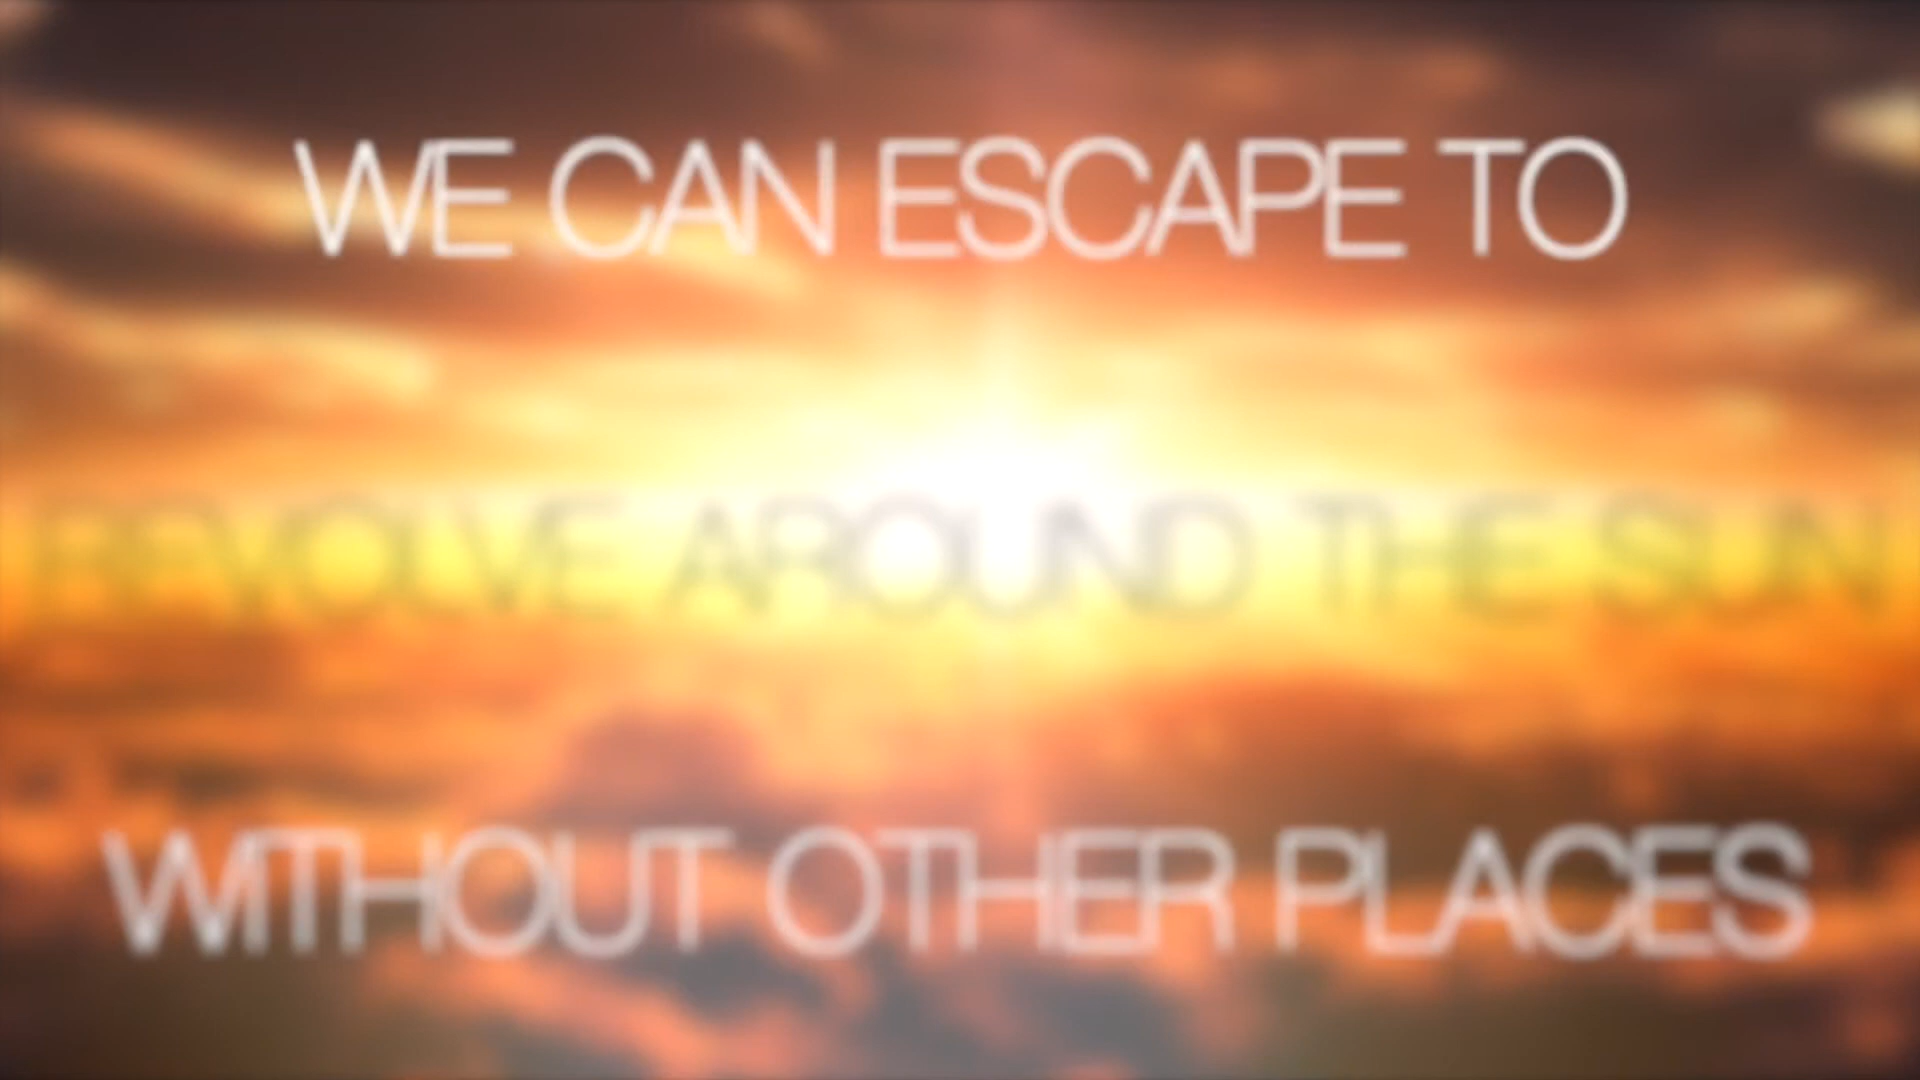 WE CAN ESCAPE TO
REVOLVE AROUND THE SUN
WITHOUT OTHER PLACES